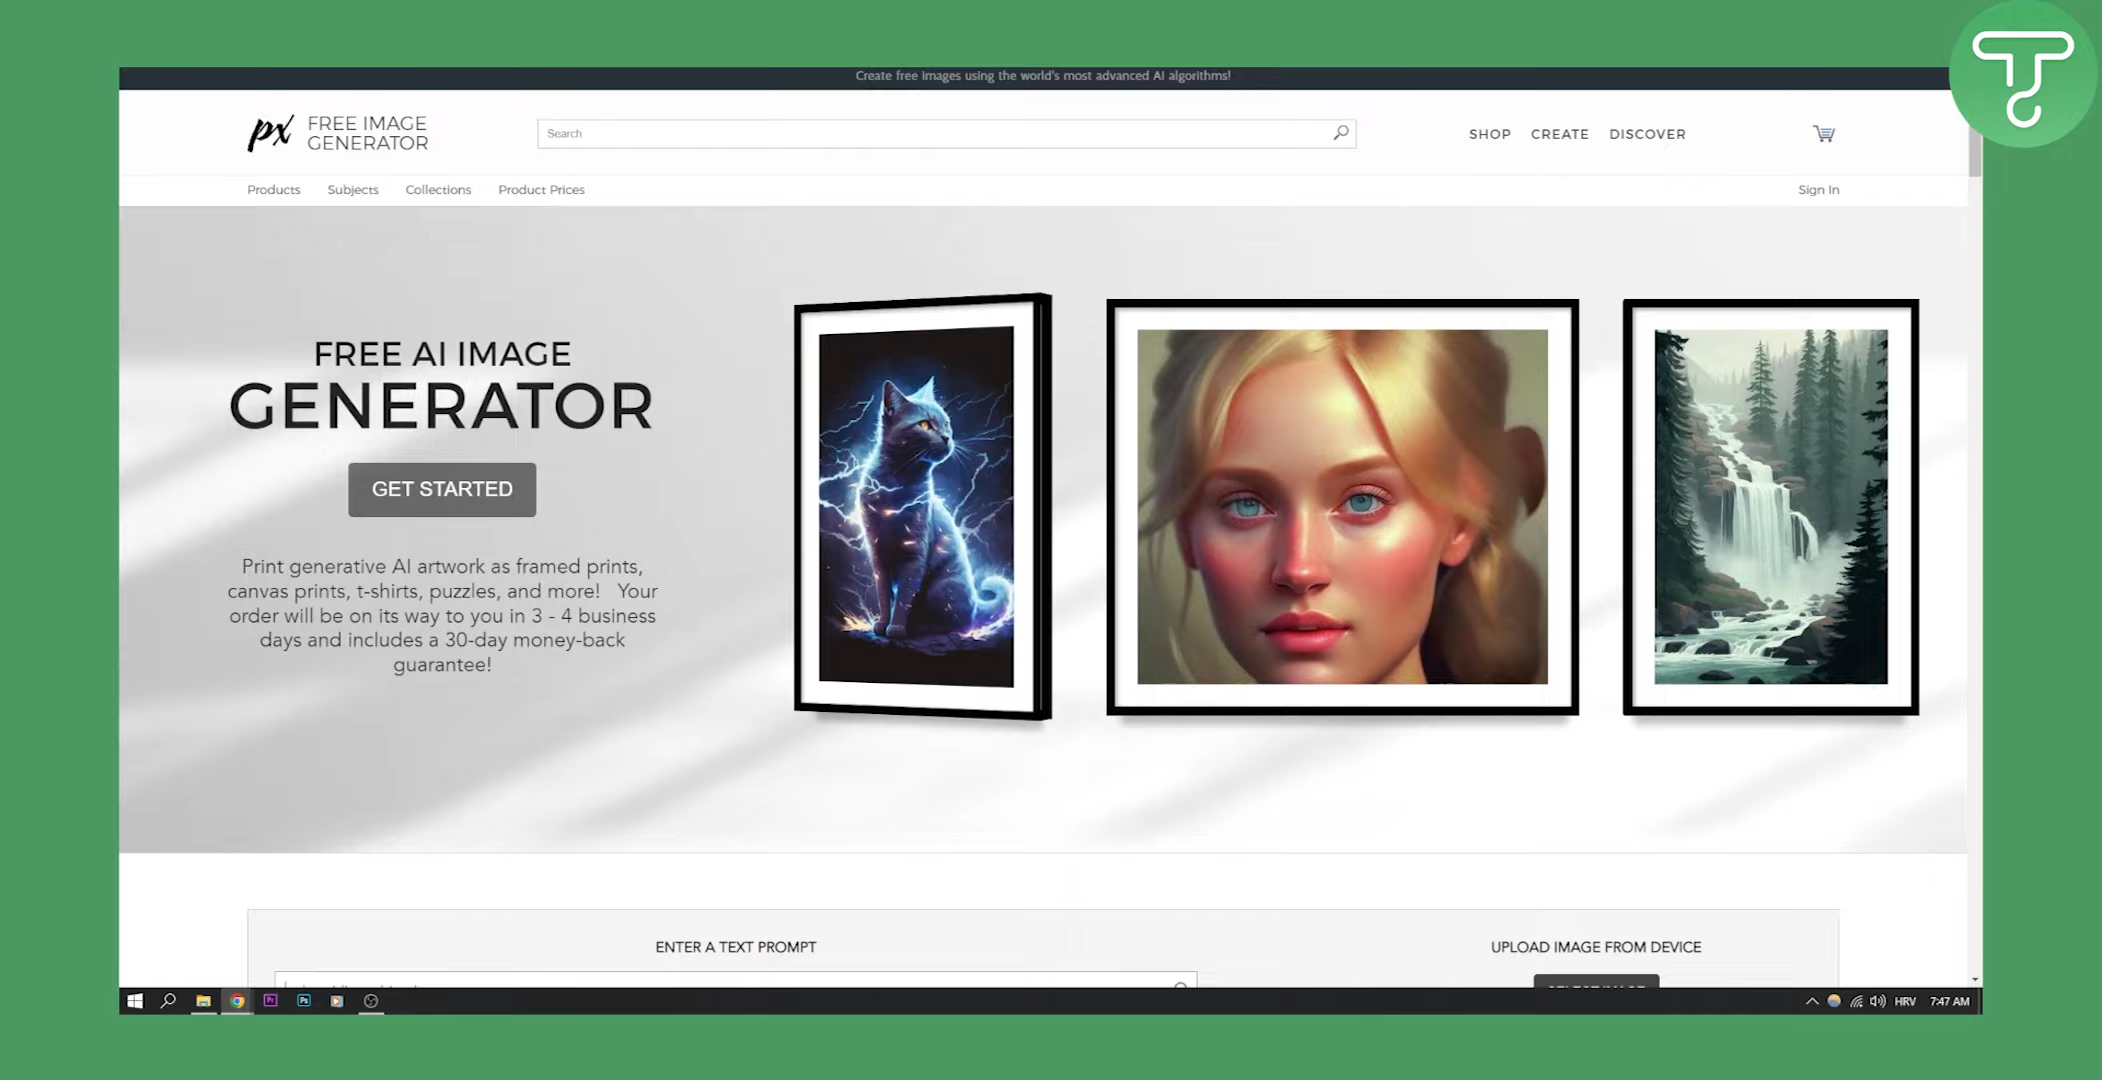 Create free images using the world's most advanced AI algorithms!
px FREE IMAGE
GENERATOR
Search
SHOP CREATE DISCOVER
Products Subjects Collections Product Prices Sign In
FREE AI IMAGE
GENERATOR
GET STARTED
Print generative AI artwork as framed prints,
canvas prints, t-shirts, puzzles, and more! Your
order will be on its way to you in 3 - 4 business
days and includes a 30-day money-back
guarantee!
ENTER A TEXT PROMPT
UPLOAD IMAGE FROM DEVICE
Pr Ps
HRV 7:47 AM